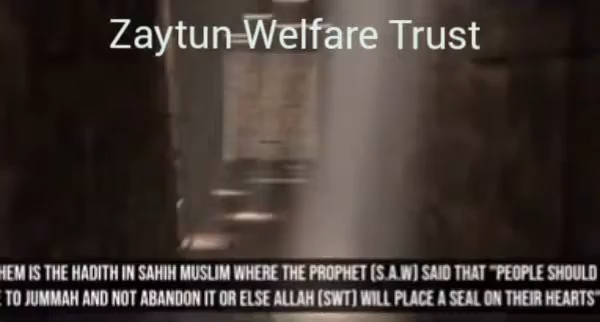 Zaytun Welfare Trust
HEM IS THE HADITH IN SAHIH MUSLIM WHERE THE PROPHET (S.A.W) SAID THAT "PEOPLE SHOULD
TO JUMMAH AND NOT ABANDON IT OR ELSE ALLAH (SWT) WILL PLACE A SEAL ON THEIR HEARTS"